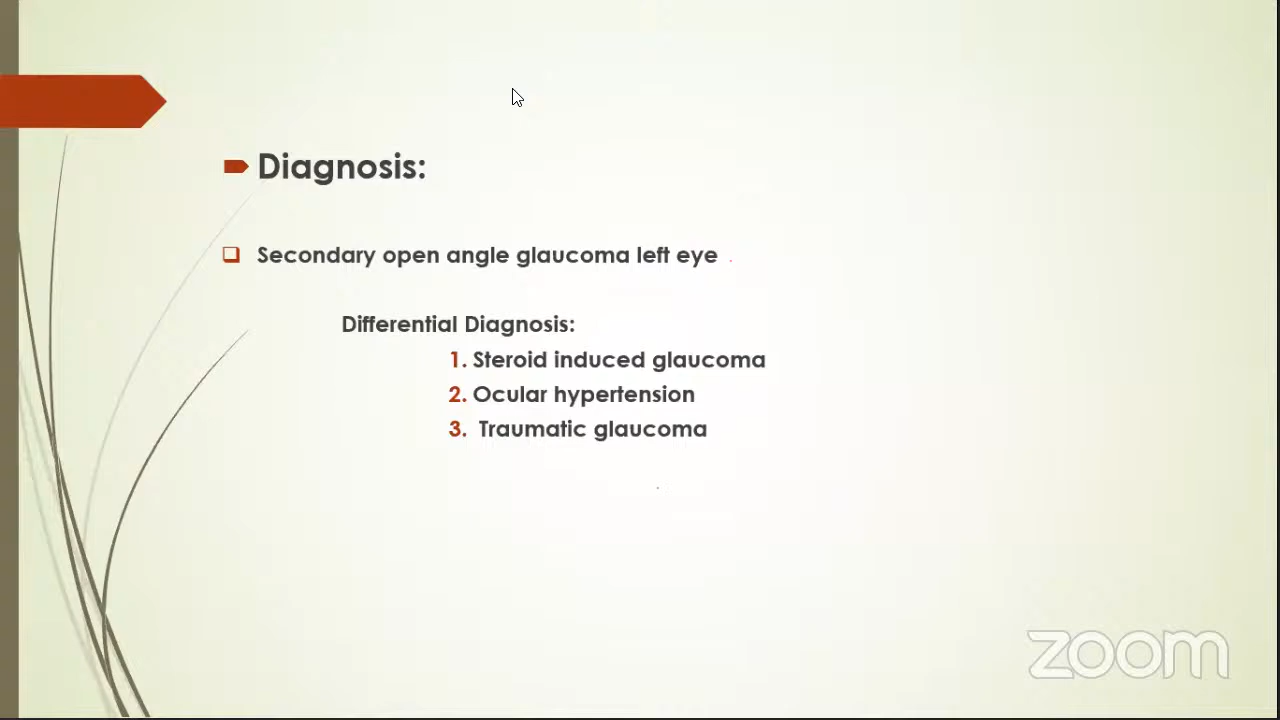 Diagnosis:
Secondary open angle glaucoma left eye
Differential Diagnosis:
1. Steroid induced glaucoma
2. Ocular hypertension
3. Traumatic glaucoma
zoom